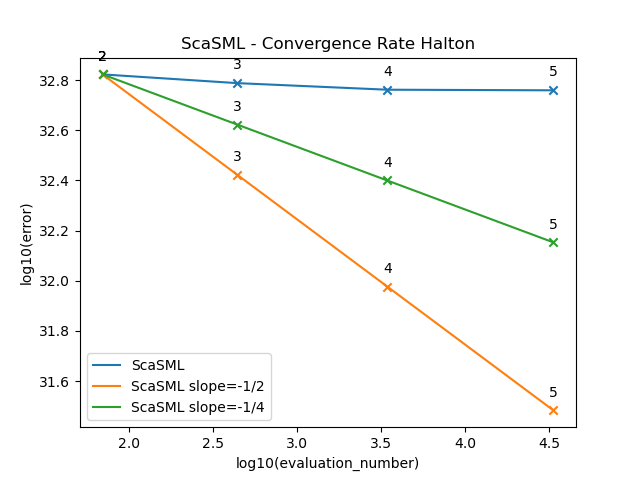 ScaSML - Convergence Rate Halton
log10(error)
32.8
32.6
32.4
32.2
32.0
31.8
31.6
2
3
4
5
3
4
5
3
4
5
ScaSML
ScaSML slope=-1/2
ScaSML slope=-1/4
2.0 2.5 3.0 3.5 4.0 4.5
log10(evaluation_number)